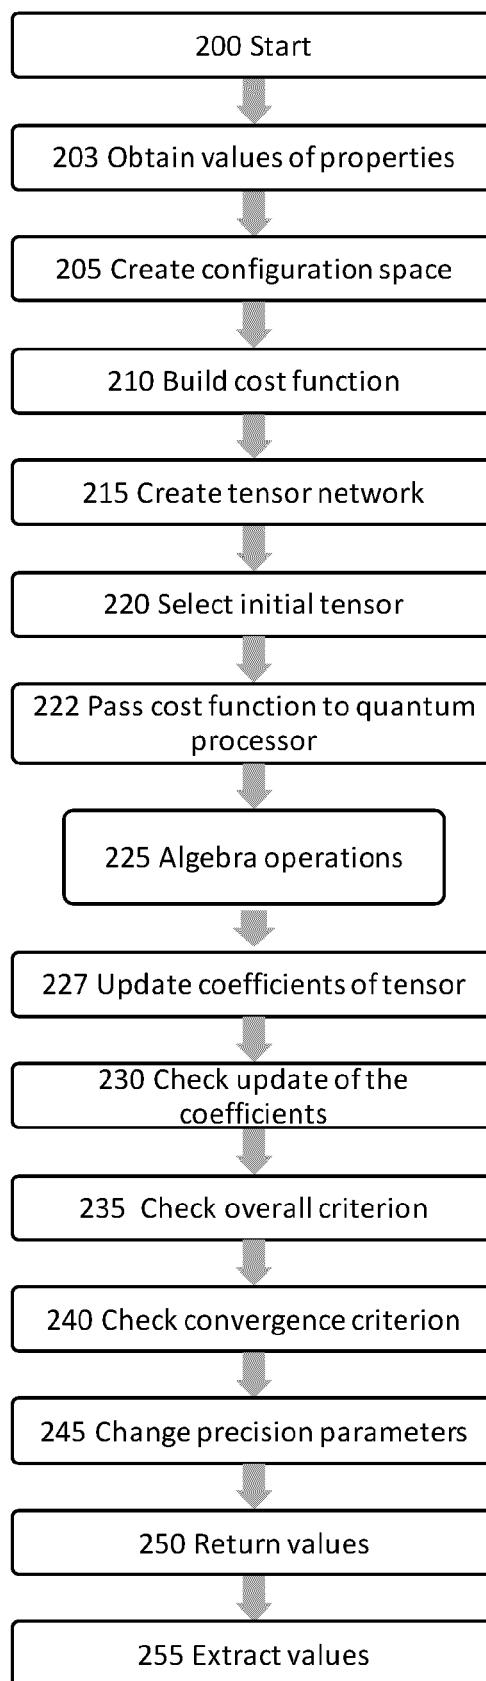 200 Start
203 Obtain values of properties
205 Create configuration space
210 Build cost function
215 Create tensor network
220 Select initial tensor
222 Pass cost function to quantum
processor
225 Algebra operations
227 Update coefficients of tensor
230 Check update of the
coefficients
235 Check overall criterion
240 Check convergence criterion
245 Change precision parameters
250 Return values
255 Extract values